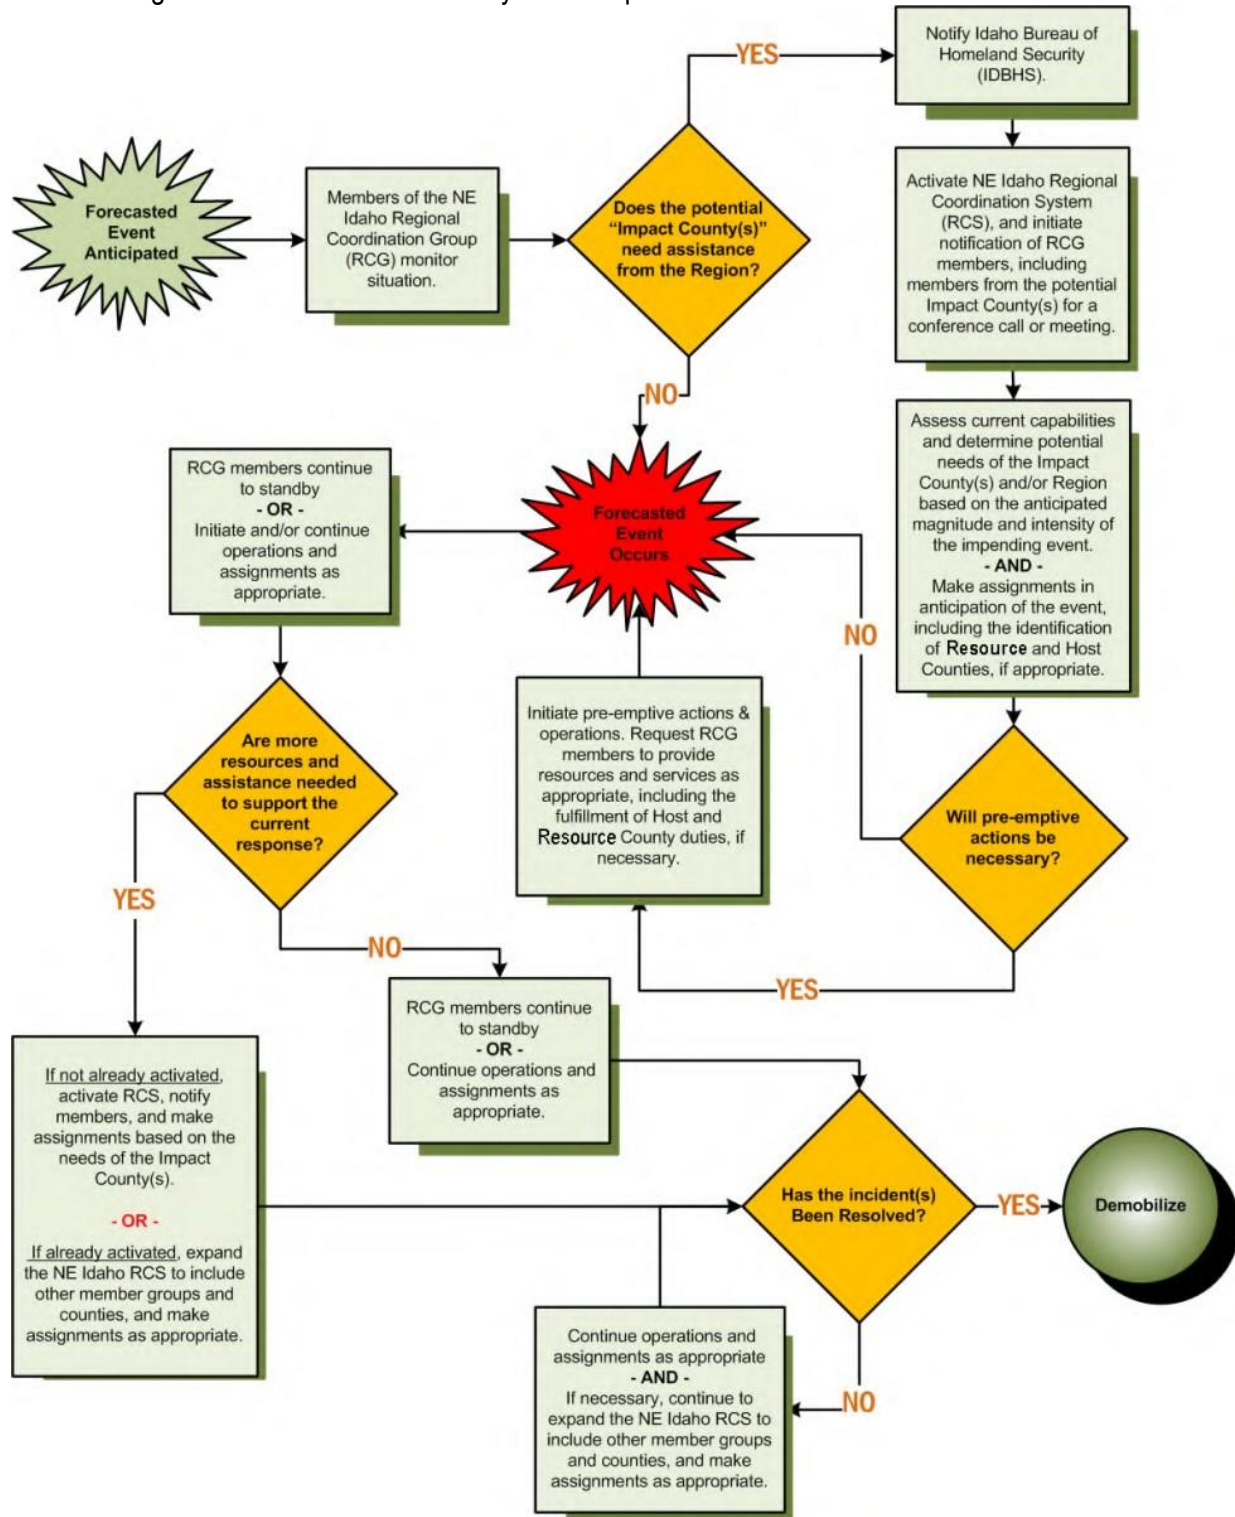 Notify Idaho Bureau of
Homeland Security
(IDBHS).
YES
Forecasted
Event
Anticipated
Members of the NE
Idaho Regional
Coordination Group
(RCG) monitor
situation.
Does the potential
“Impact County(s)”
need assistance
from the Region?
Activate NE Idaho Regional
Coordination System
(RCS), and initiate
notification of RCG
members, including
members from the potential
Impact County(s) for a
conference call or meeting.
NO
Assess current capabilities
and determine potential
needs of the Impact
County(s) and/or Region
based on the anticipated
magnitude and intensity of
the impending event.
- AND -
Make assignments in
anticipation of the event,
including the identification
of Resource and Host
Counties, if appropriate.
RCG members continue
to standby
- OR -
Initiate and/or continue
operations and
assignments as
appropriate.
Forecasted
Event
Occurs
NO
Initiate pre-emptive actions &
operations. Request RCG
members to provide
resources and services as
appropriate, including the
fulfillment of Host and
Resource County duties, if
necessary.
Will pre-emptive
actions be
necessary?
Are more
resources and
assistance needed
to support the
current
response?
YES
NO
YES
RCG members continue
to standby
- OR -
Continue operations and
assignments as
appropriate.
If not already activated,
activate RCS, notify
members, and make
assignments based on the
needs of the Impact
County(s).
- OR -
If already activated, expand
the NE Idaho RCS to include
other member groups and
counties, and make
assignments as appropriate.
Has the incident(s)
Been Resolved?
YES
Demobilize
Continue operations and
assignments as appropriate
- AND -
If necessary, continue to
expand the NE Idaho RCS to
include other member groups
and counties, and make
assignments as appropriate.
NO